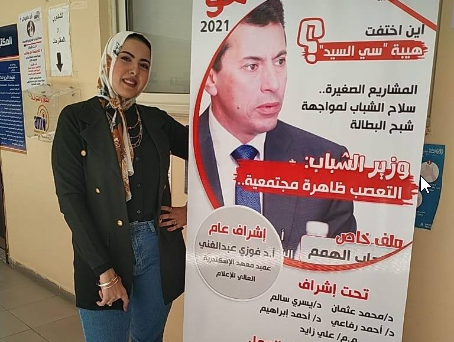 2021
أين اختفت
هيبة "سي السيد"؟!
المشاريع الصغيرة..
سلاح الشباب لمواجهة
شبح البطالة
وزير الشباب:
التعصب ظاهرة مجتمعية..
ملف خاص
إشراف عام
أ.د فوزي عبدالغني
عميد معهد الإسكندرية
العالي للإعلام
تحت إشراف
د/محمد عثمان
د/يسري سالم
د/ أحمد رفاعي
د/ أحمد إبراهيم
م.م/ علي زايد